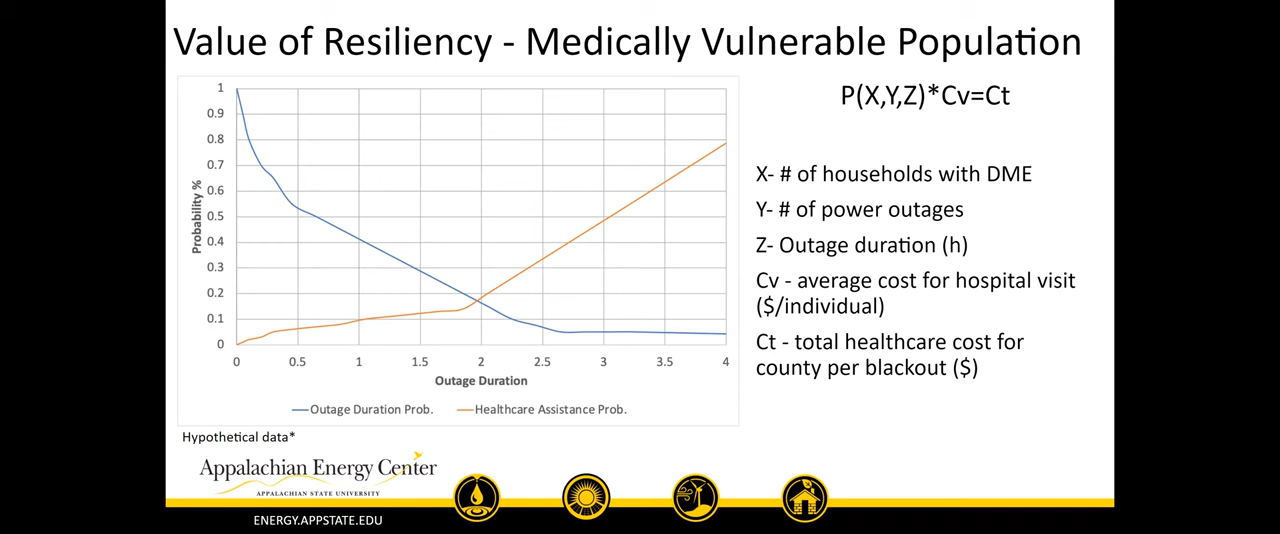 Value of Resiliency - Medically Vulnerable Population
1
0.9
0.8
0.7
0.6
0.5
0.4
0.3
0.2
0.1
0
Probability %
0 0.5 1 1.5 2 2.5 3 3.5 4
Outage Duration
Outage Duration Prob. Healthcare Assistance Prob.
P(X,Y,Z)*Cv=Ct
X- # of households with DME
Y- # of power outages
Z- Outage duration (h)
Cv - average cost for hospital visit
($/individual)
Ct - total healthcare cost for
county per blackout ($)
Hypothetical data*
Appalachian Energy Center
APPALACHIAN STATE UNIVERSITY
ENERGY.APPSTATE.EDU